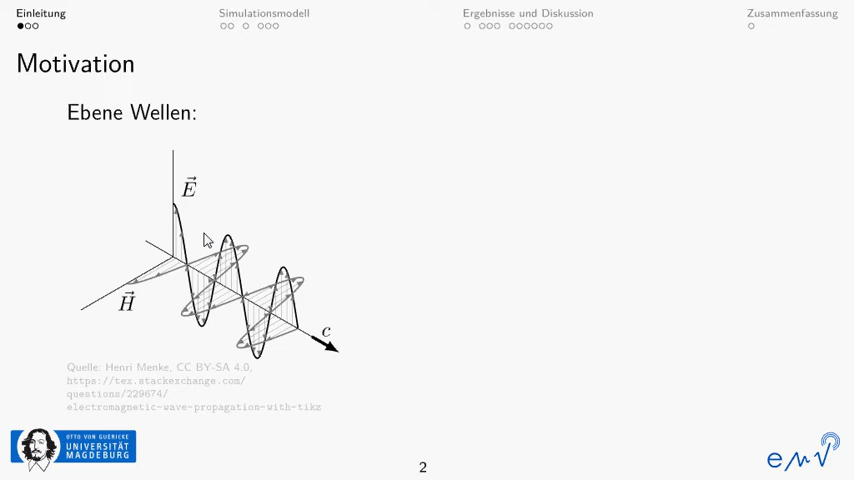 Einleitung
Simulationsmodell
Ergebnisse und Diskussion
Zusammenfassung
Motivation
Ebene Wellen:
E
H
c
Quelle: Henri Menke, CC BY-SA 4.0,
https://tex.stackexchange.com/
questions/229674/
electromagnetic-wave-propagation-with-tikz
OTTO VON GUERICKE
UNIVERSITÄT
MAGDEBURG
2
emv